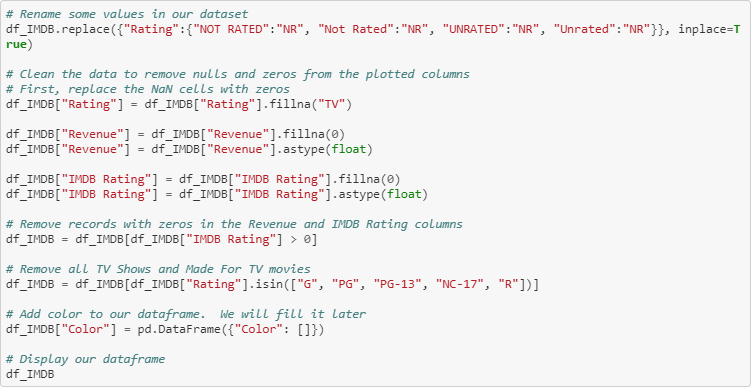 # Rename some values in our dataset
df_IMDB.replace({"Rating":{"NOT RATED":"NR", "Not Rated":"NR", "UNRATED":"NR", "Unrated":"NR"}}, inplace=T
rue)

# Clean the data to remove nulls and zeros from the plotted columns
# First, replace the NaN cells with zeros
df_IMDB["Rating"] = df_IMDB["Rating"].fillna("TV")

df_IMDB["Revenue"] = df_IMDB["Revenue"].fillna(0)
df_IMDB["Revenue"] = df_IMDB["Revenue"].astype(float)

df_IMDB["IMDB Rating"] = df_IMDB["IMDB Rating"].fillna(0)
df_IMDB["IMDB Rating"] = df_IMDB["IMDB Rating"].astype(float)

# Remove records with zeros in the Revenue and IMDB Rating columns
df_IMDB = df_IMDB[df_IMDB["IMDB Rating"] > 0]

# Remove all TV Shows and Made For TV movies
df_IMDB = df_IMDB[df_IMDB["Rating"].isin(["G", "PG", "PG-13", "NC-17", "R"])]

# Add color to our dataframe.  We will fill it later
df_IMDB["Color"] = pd.DataFrame({"Color": []})

# Display our dataframe
df_IMDB